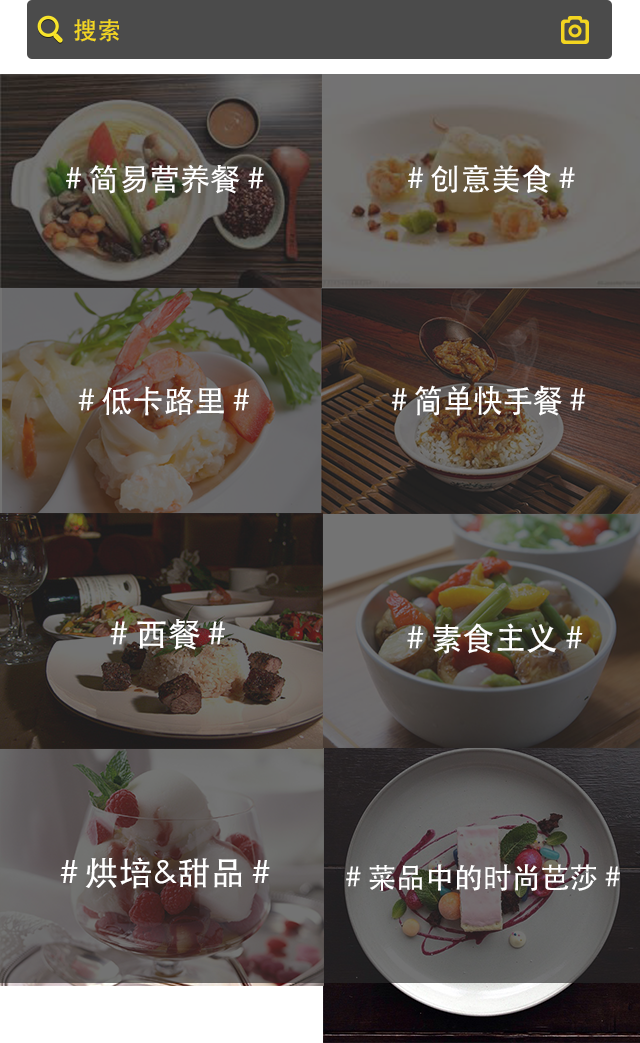 搜索
# 简易营养餐 #
# 创意美食 #
# 低卡路里 #
# 简单快手餐 #
# 西餐 #
# 素食主义 #
# 烘培&甜品 #
# 菜品中的时尚芭莎 #